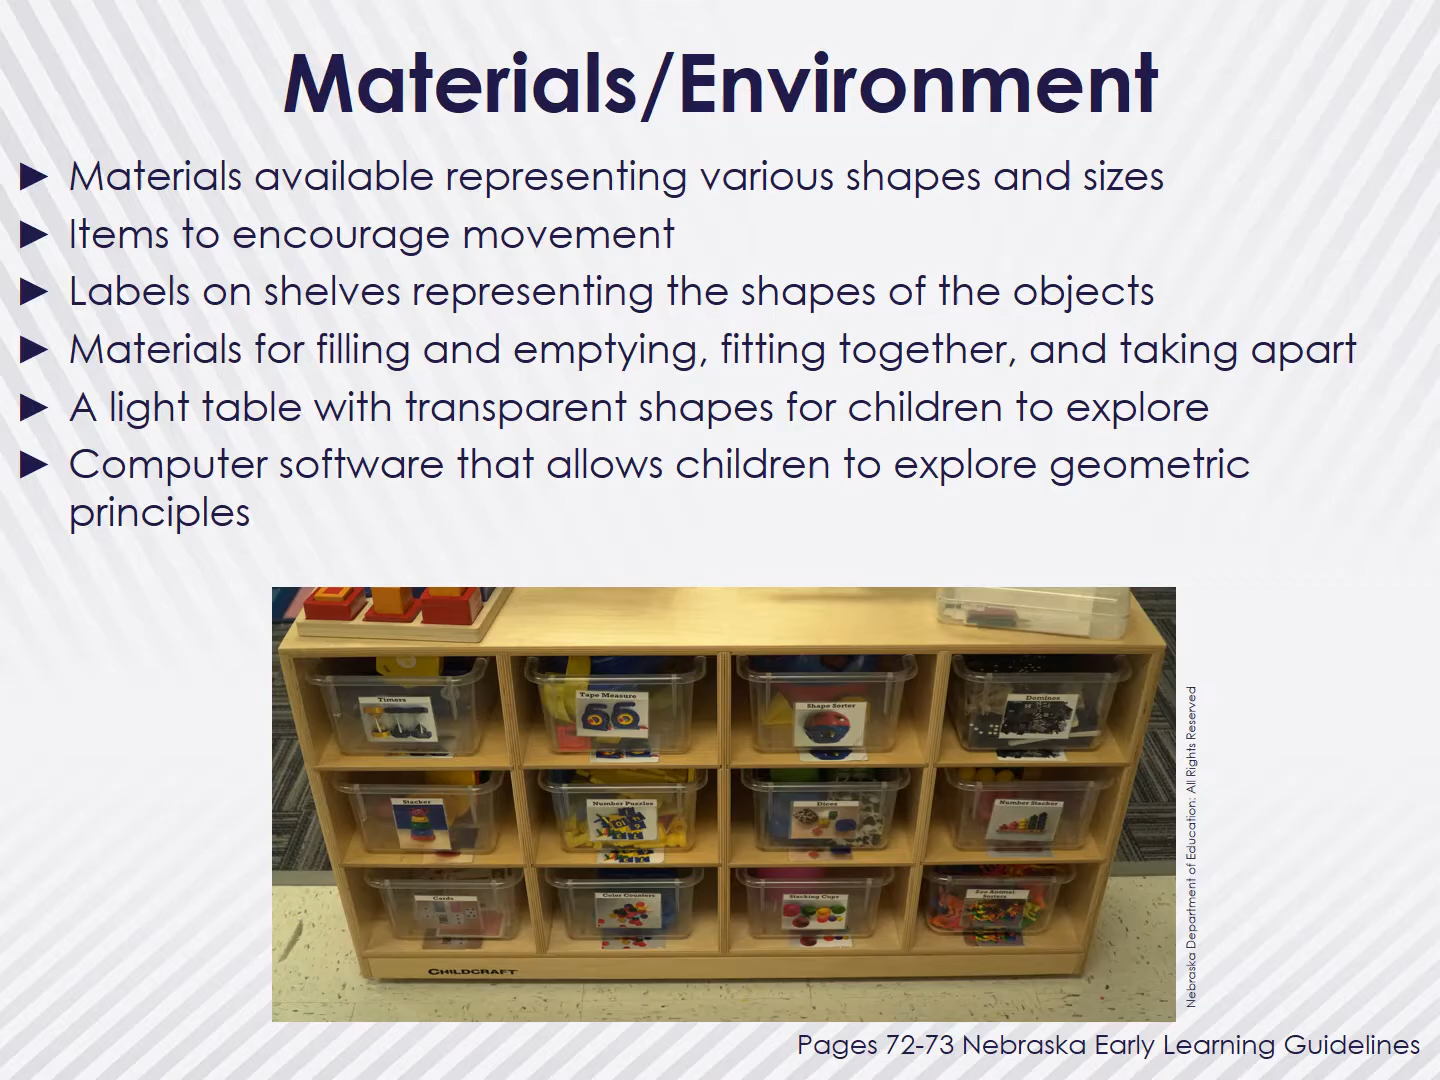 Materials/Environment
► Materials available representing various shapes and sizes
► Items to encourage movement
► Labels on shelves representing the shapes of the objects
► Materials for filling and emptying, fitting together, and taking apart
► A light table with transparent shapes for children to explore
► Computer software that allows children to explore geometric
principles
Timers
Tape Measure
Shape Sorter
Dominos
Stacker
Number Puzzles
Dices
Number Stacker
Cards
Color Counters
Stacking Cups
Zoo Animal
Sorters
CHILDCRAFT
Nebraska Department of Education: All Rights Reserved
Pages 72-73 Nebraska Early Learning Guidelines